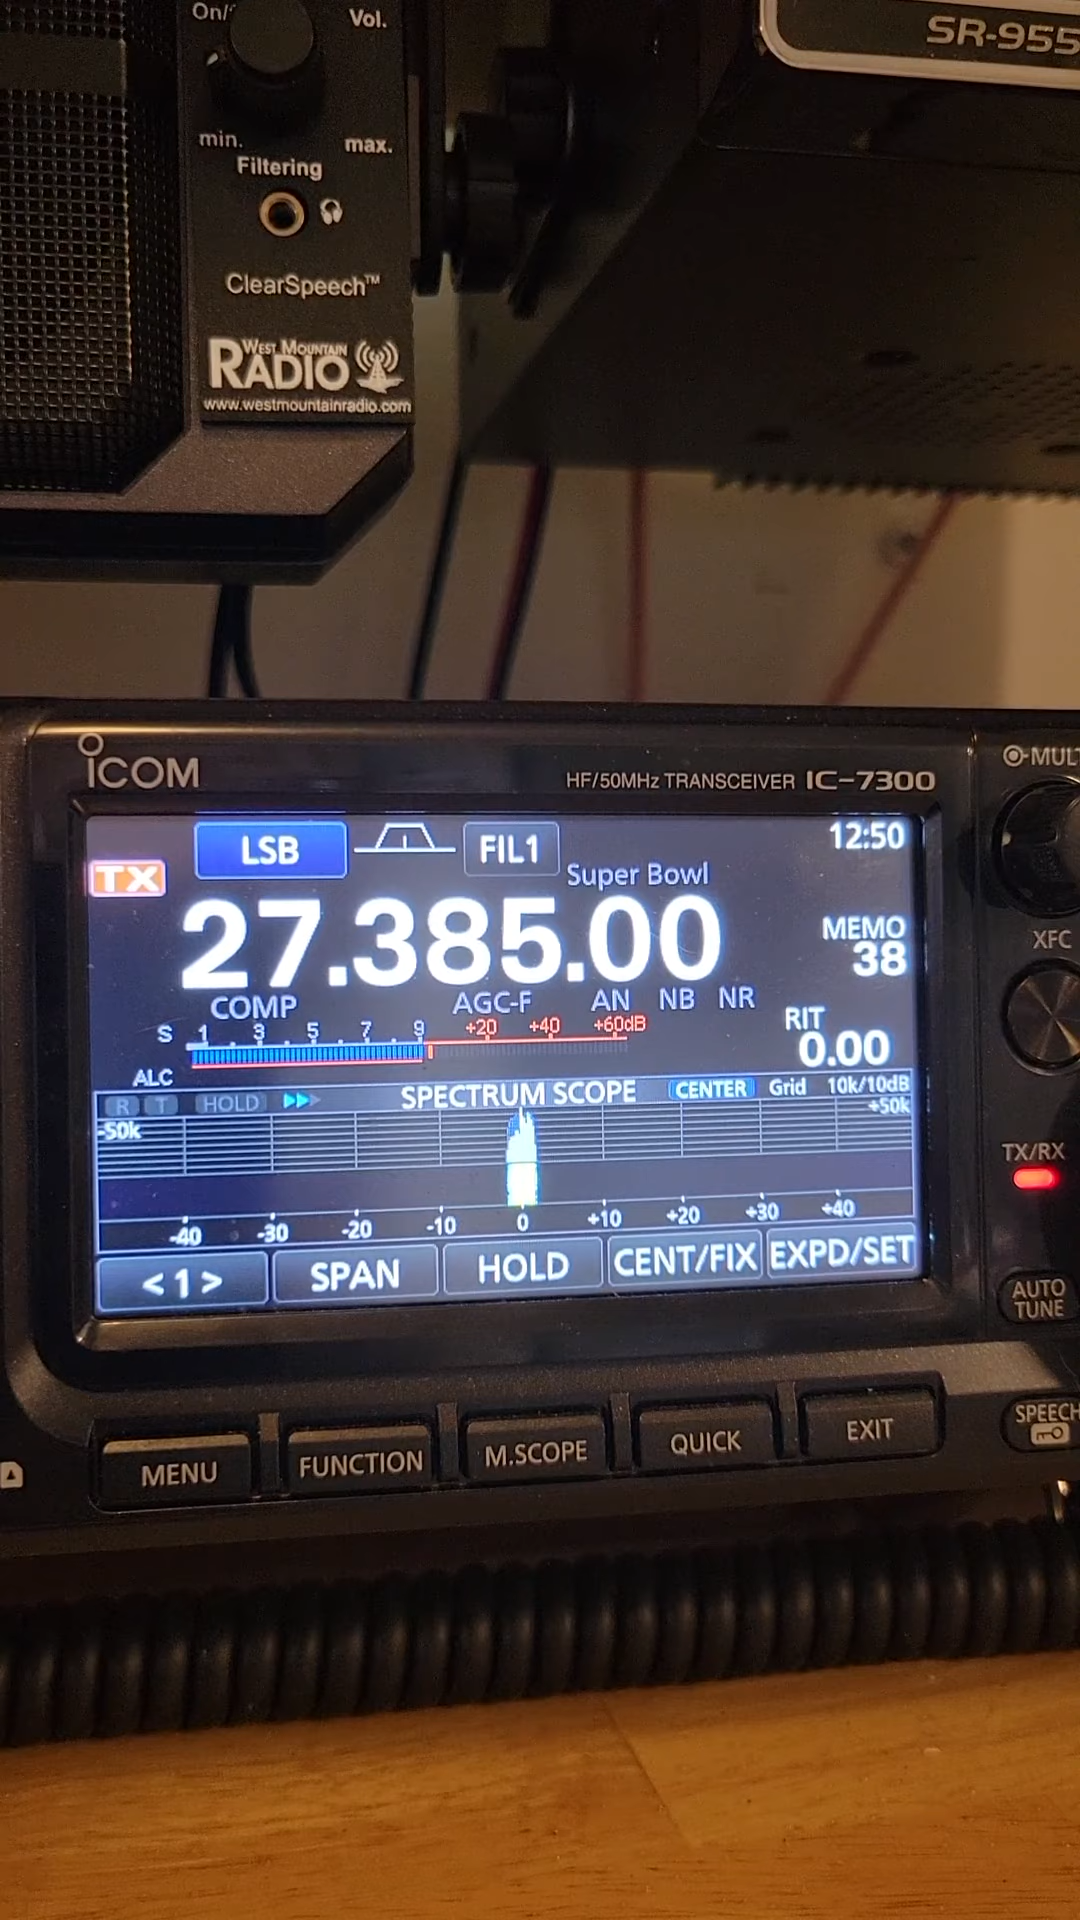 On/
Vol.
SR-955
min.
max.
Filtering
ClearSpeech™
WEST MOUNTAIN
RADIO
www.westmountainradio.com
ICOM
HF/50MHz TRANSCEIVER IC-7300
MULT
LSB
FIL1
12:50
TX
Super Bowl
27.385.00
MEMO
38
XFC
COMP AGC-F AN NB NR
S 1 3 5 7 9 +20 +40 +60dB
RIT
0.00
ALC
R T HOLD SPECTRUM SCOPE CENTER Grid 10k/10dB
-50k +50k
TX/RX
-40 -30 -20 -10 0 +10 +20 +30 +40
< 1 > SPAN HOLD CENT/FIX EXPD/SET
AUTO
TUNE
MENU FUNCTION M.SCOPE QUICK EXIT
SPEECH